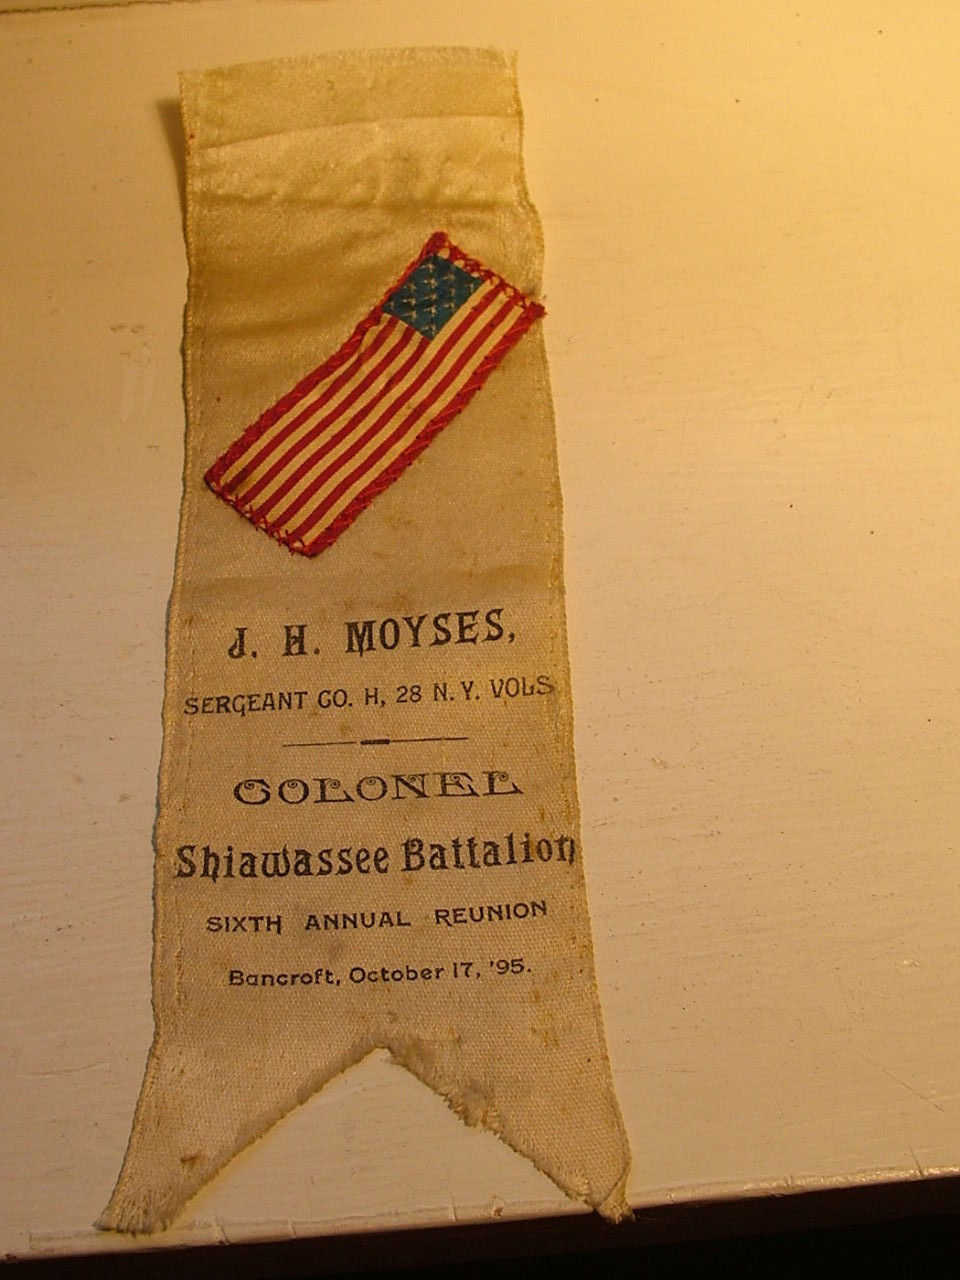 J. H. MOYSES,
SERGEANT CO. H, 28 N. Y. VOLS
COLONEL
Shiawassee Battalion
SIXTH ANNUAL REUNION
Bancroft, October 17, '95.